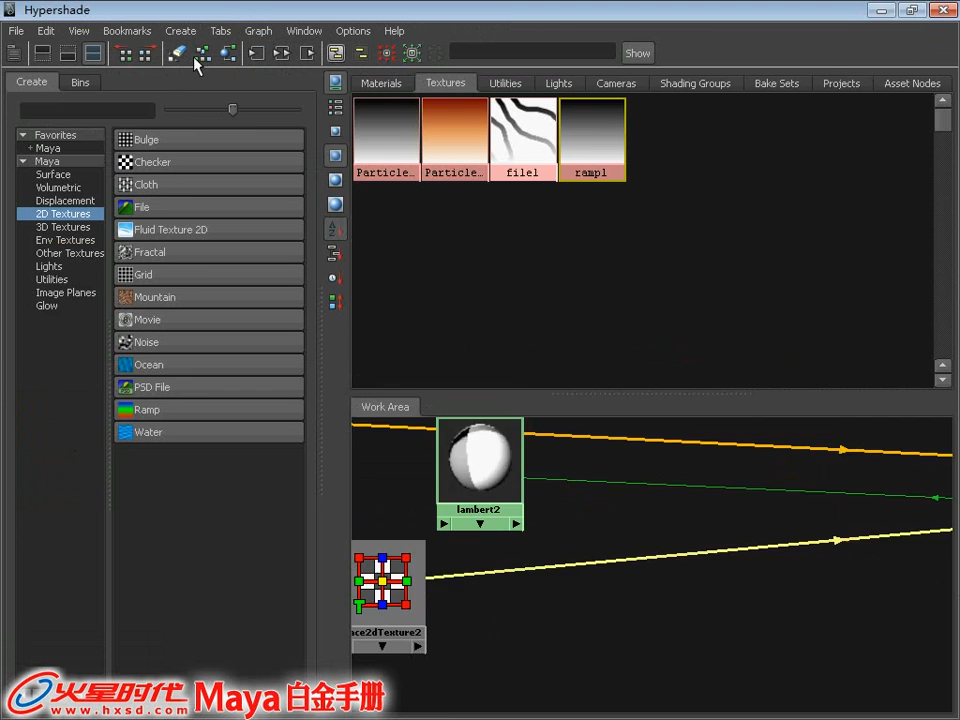 Hypershade
File Edit View Bookmarks Create Tabs Graph Window Options Help
Show
Create Bins
Materials Textures Utilities Lights Cameras Shading Groups Bake Sets Projects Asset Nodes
Favorites
+ Maya
Maya
Surface
Volumetric
Displacement
2D Textures
3D Textures
Env Textures
Other Textures
Lights
Utilities
Image Planes
Glow
Bulge
Checker
Cloth
File
Fluid Texture 2D
Fractal
Grid
Mountain
Movie
Noise
Ocean
PSD File
Ramp
Water
Particle... Particle... file1 ramp1
Work Area
lambert2
ace2dTexture2
火星时代 Maya 白金手册
www.hxsd.com